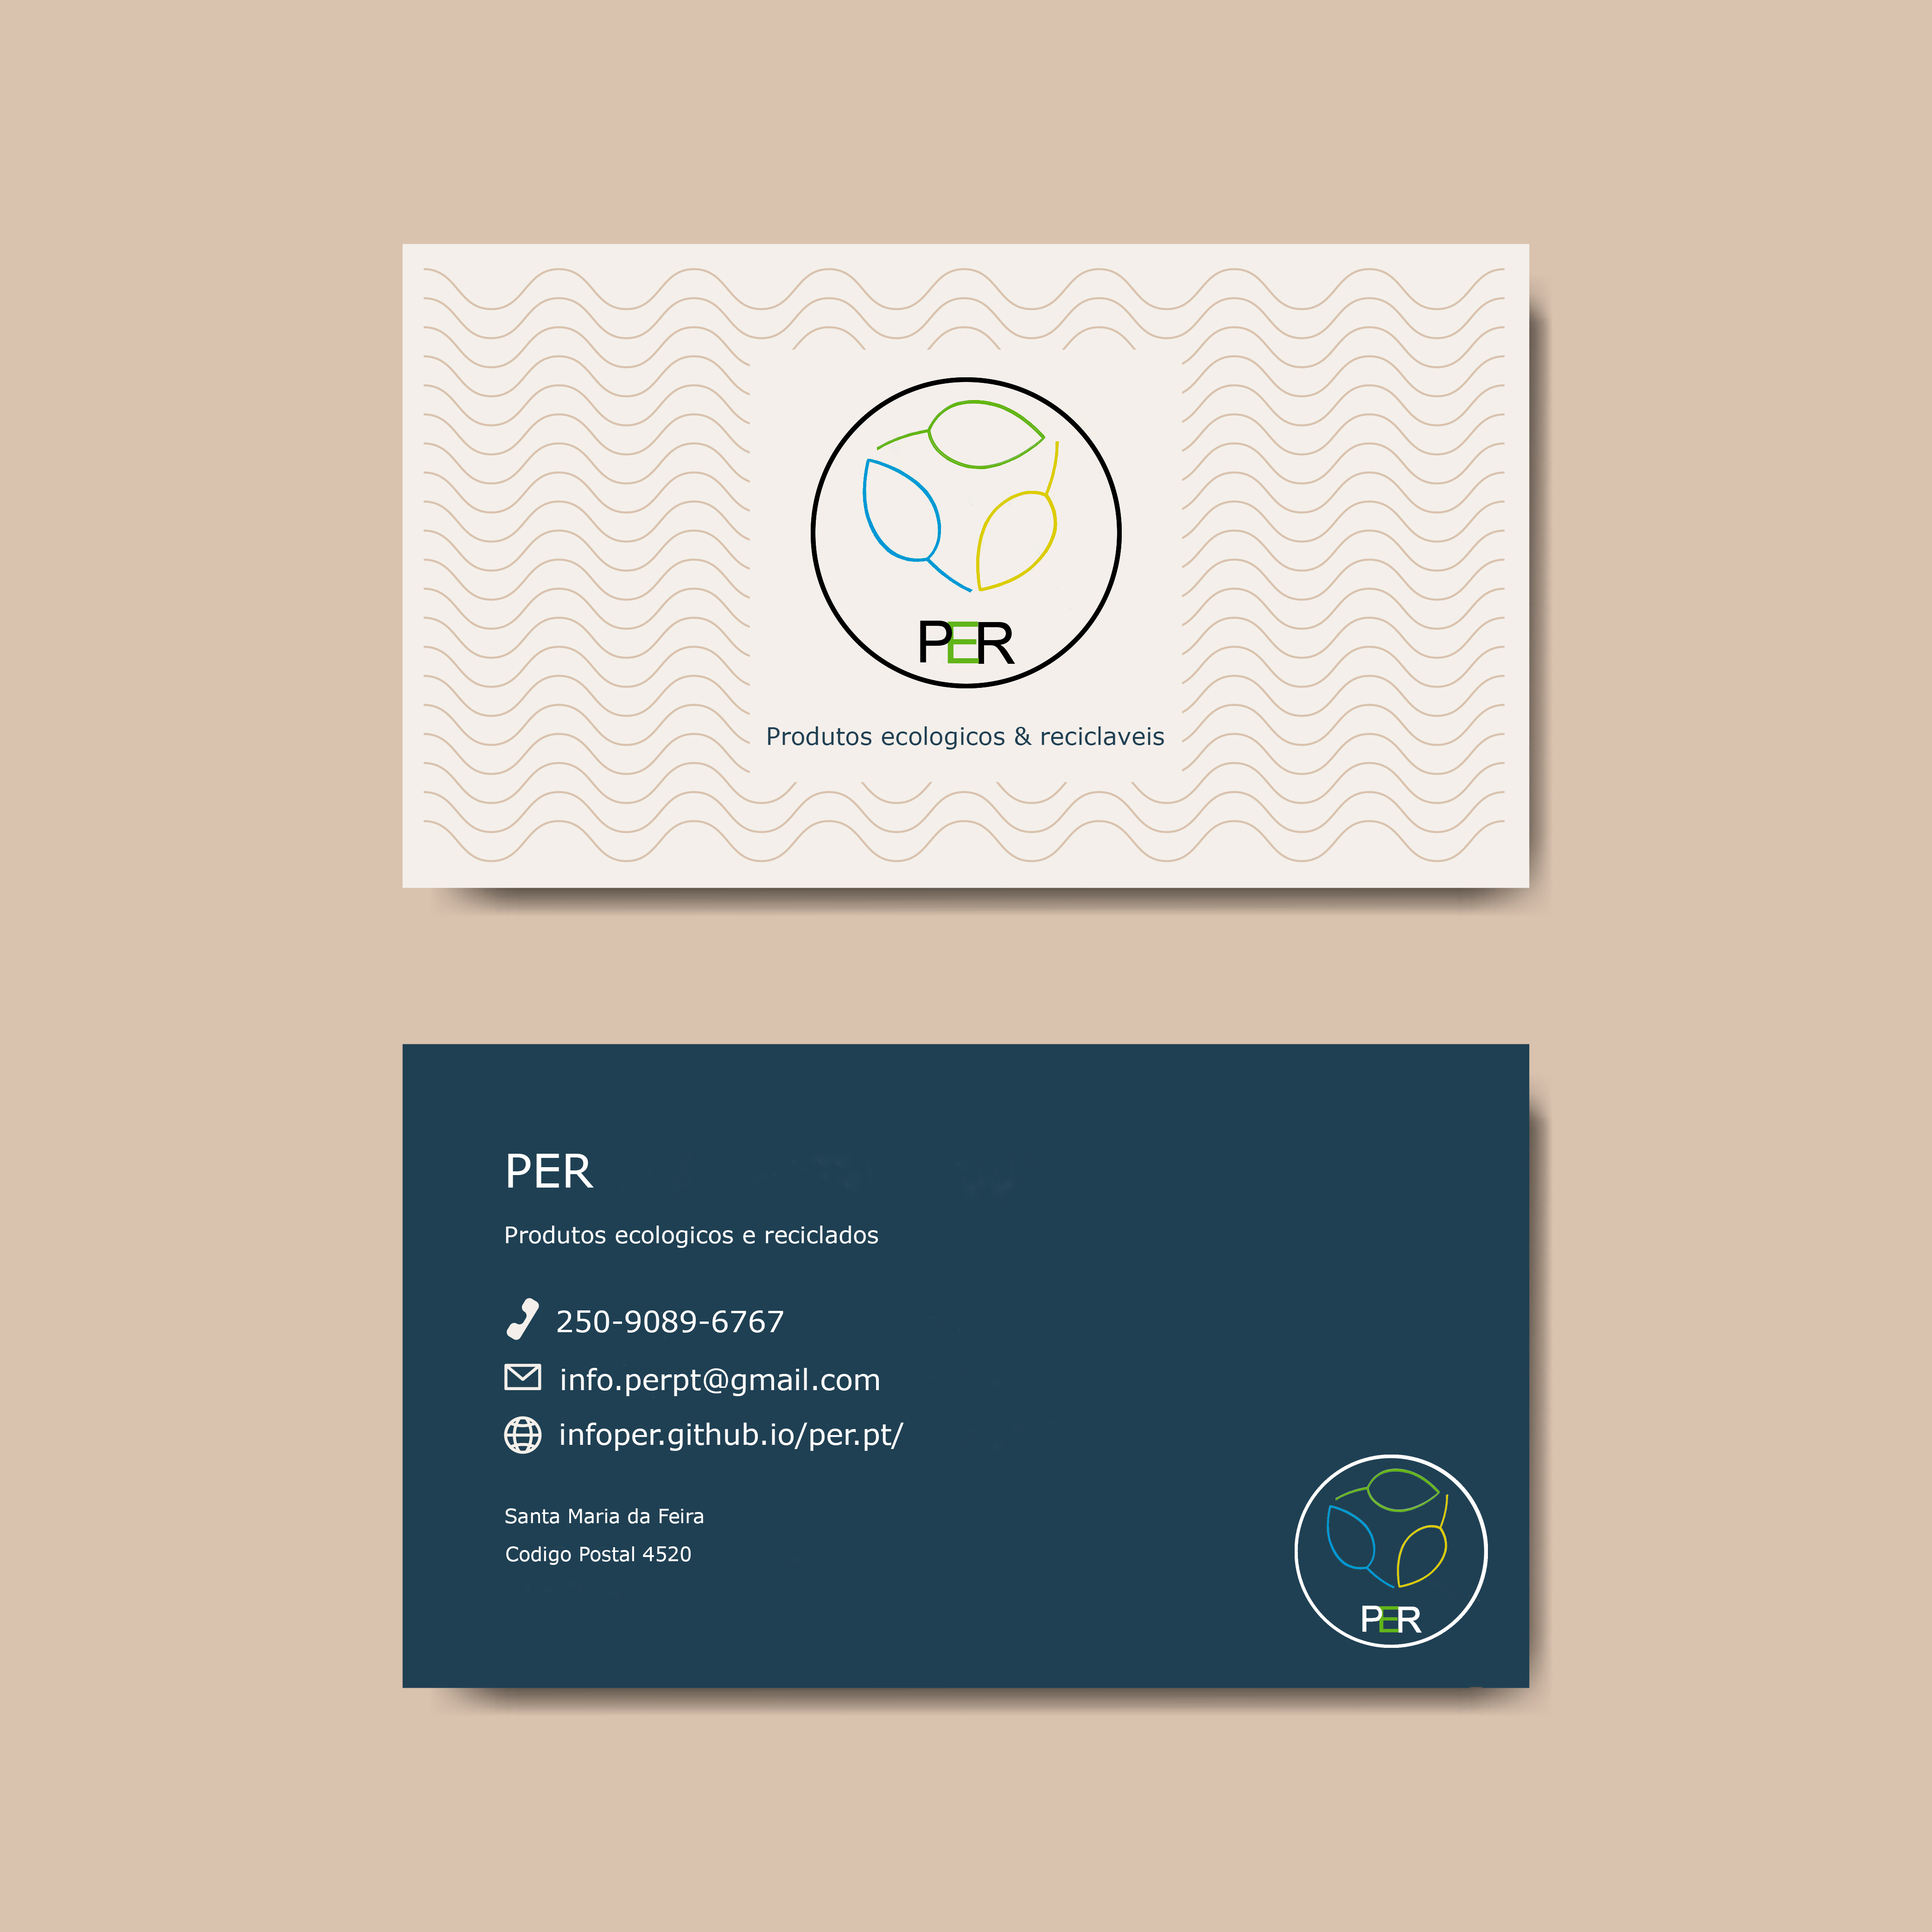 PER
Produtos ecologicos & reciclaveis
PER
Produtos ecologicos e reciclados
250-9089-6767
info.perpt@gmail.com
infoper.github.io/per.pt/
Santa Maria da Feira
Codigo Postal 4520
PER